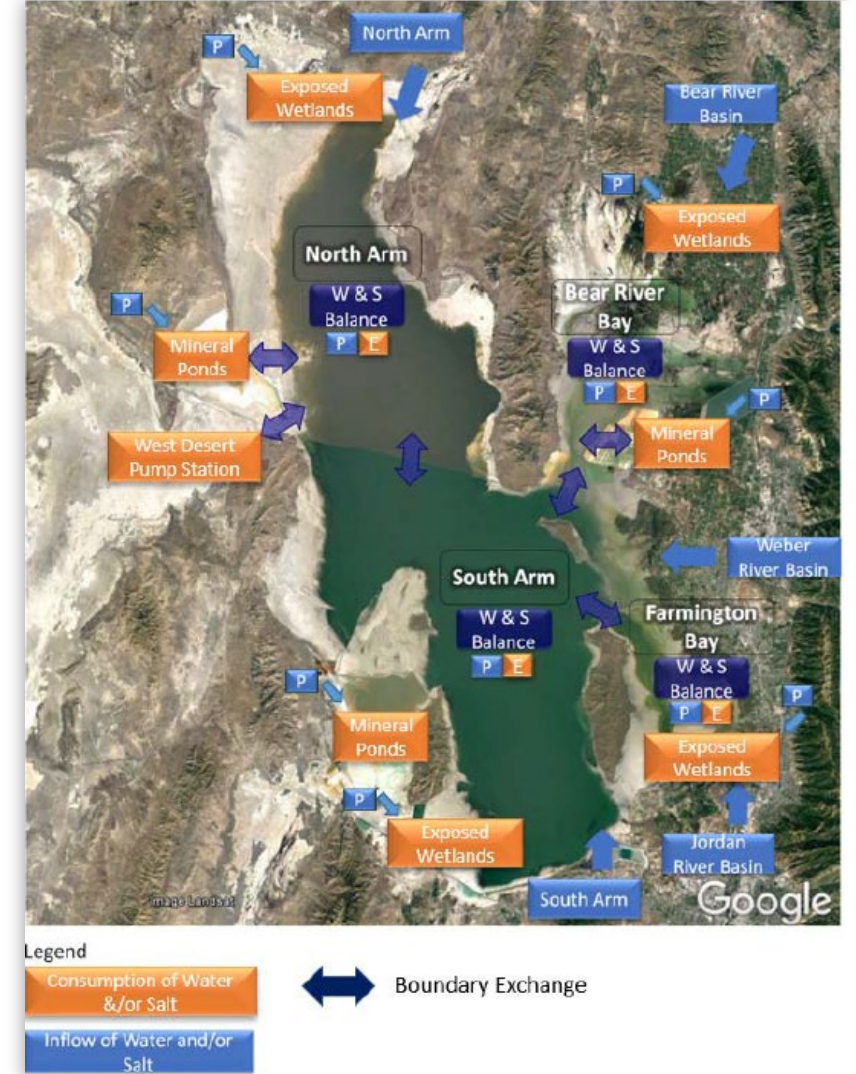 North Arm
P
Exposed
Wetlands
Bear River
Basin
P
Exposed
Wetlands
North Arm
W & S
Balance
P E
P
Mineral
Ponds
Bear River
Bay
W & S
Balance
P E
P
Mineral
Ponds
West Desert
Pump Station
Weber
River Basin
South Arm
W & S
Balance
P E
Farmington
Bay
W & S
Balance
P E
P
Exposed
Wetlands
P
Mineral
Ponds
P
Exposed
Wetlands
Jordan
River Basin
South Arm
Image Landsat
Google
Legend
Consumption of Water
&/or Salt
Boundary Exchange
Inflow of Water and/or
Salt